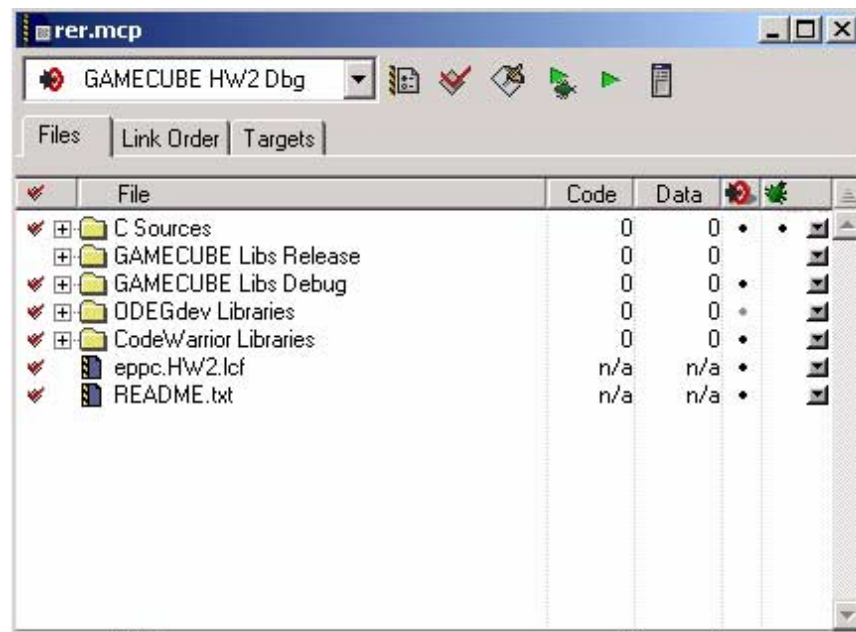 rer.mcp
GAMECUBE HW2 Dbg
Files Link Order Targets
File Code Data
C Sources 0 0
GAMECUBE Libs Release 0 0
GAMECUBE Libs Debug 0 0
ODEGdev Libraries 0 0
CodeWarrior Libraries 0 0
eppc.HW2.lcf n/a n/a
README.txt n/a n/a